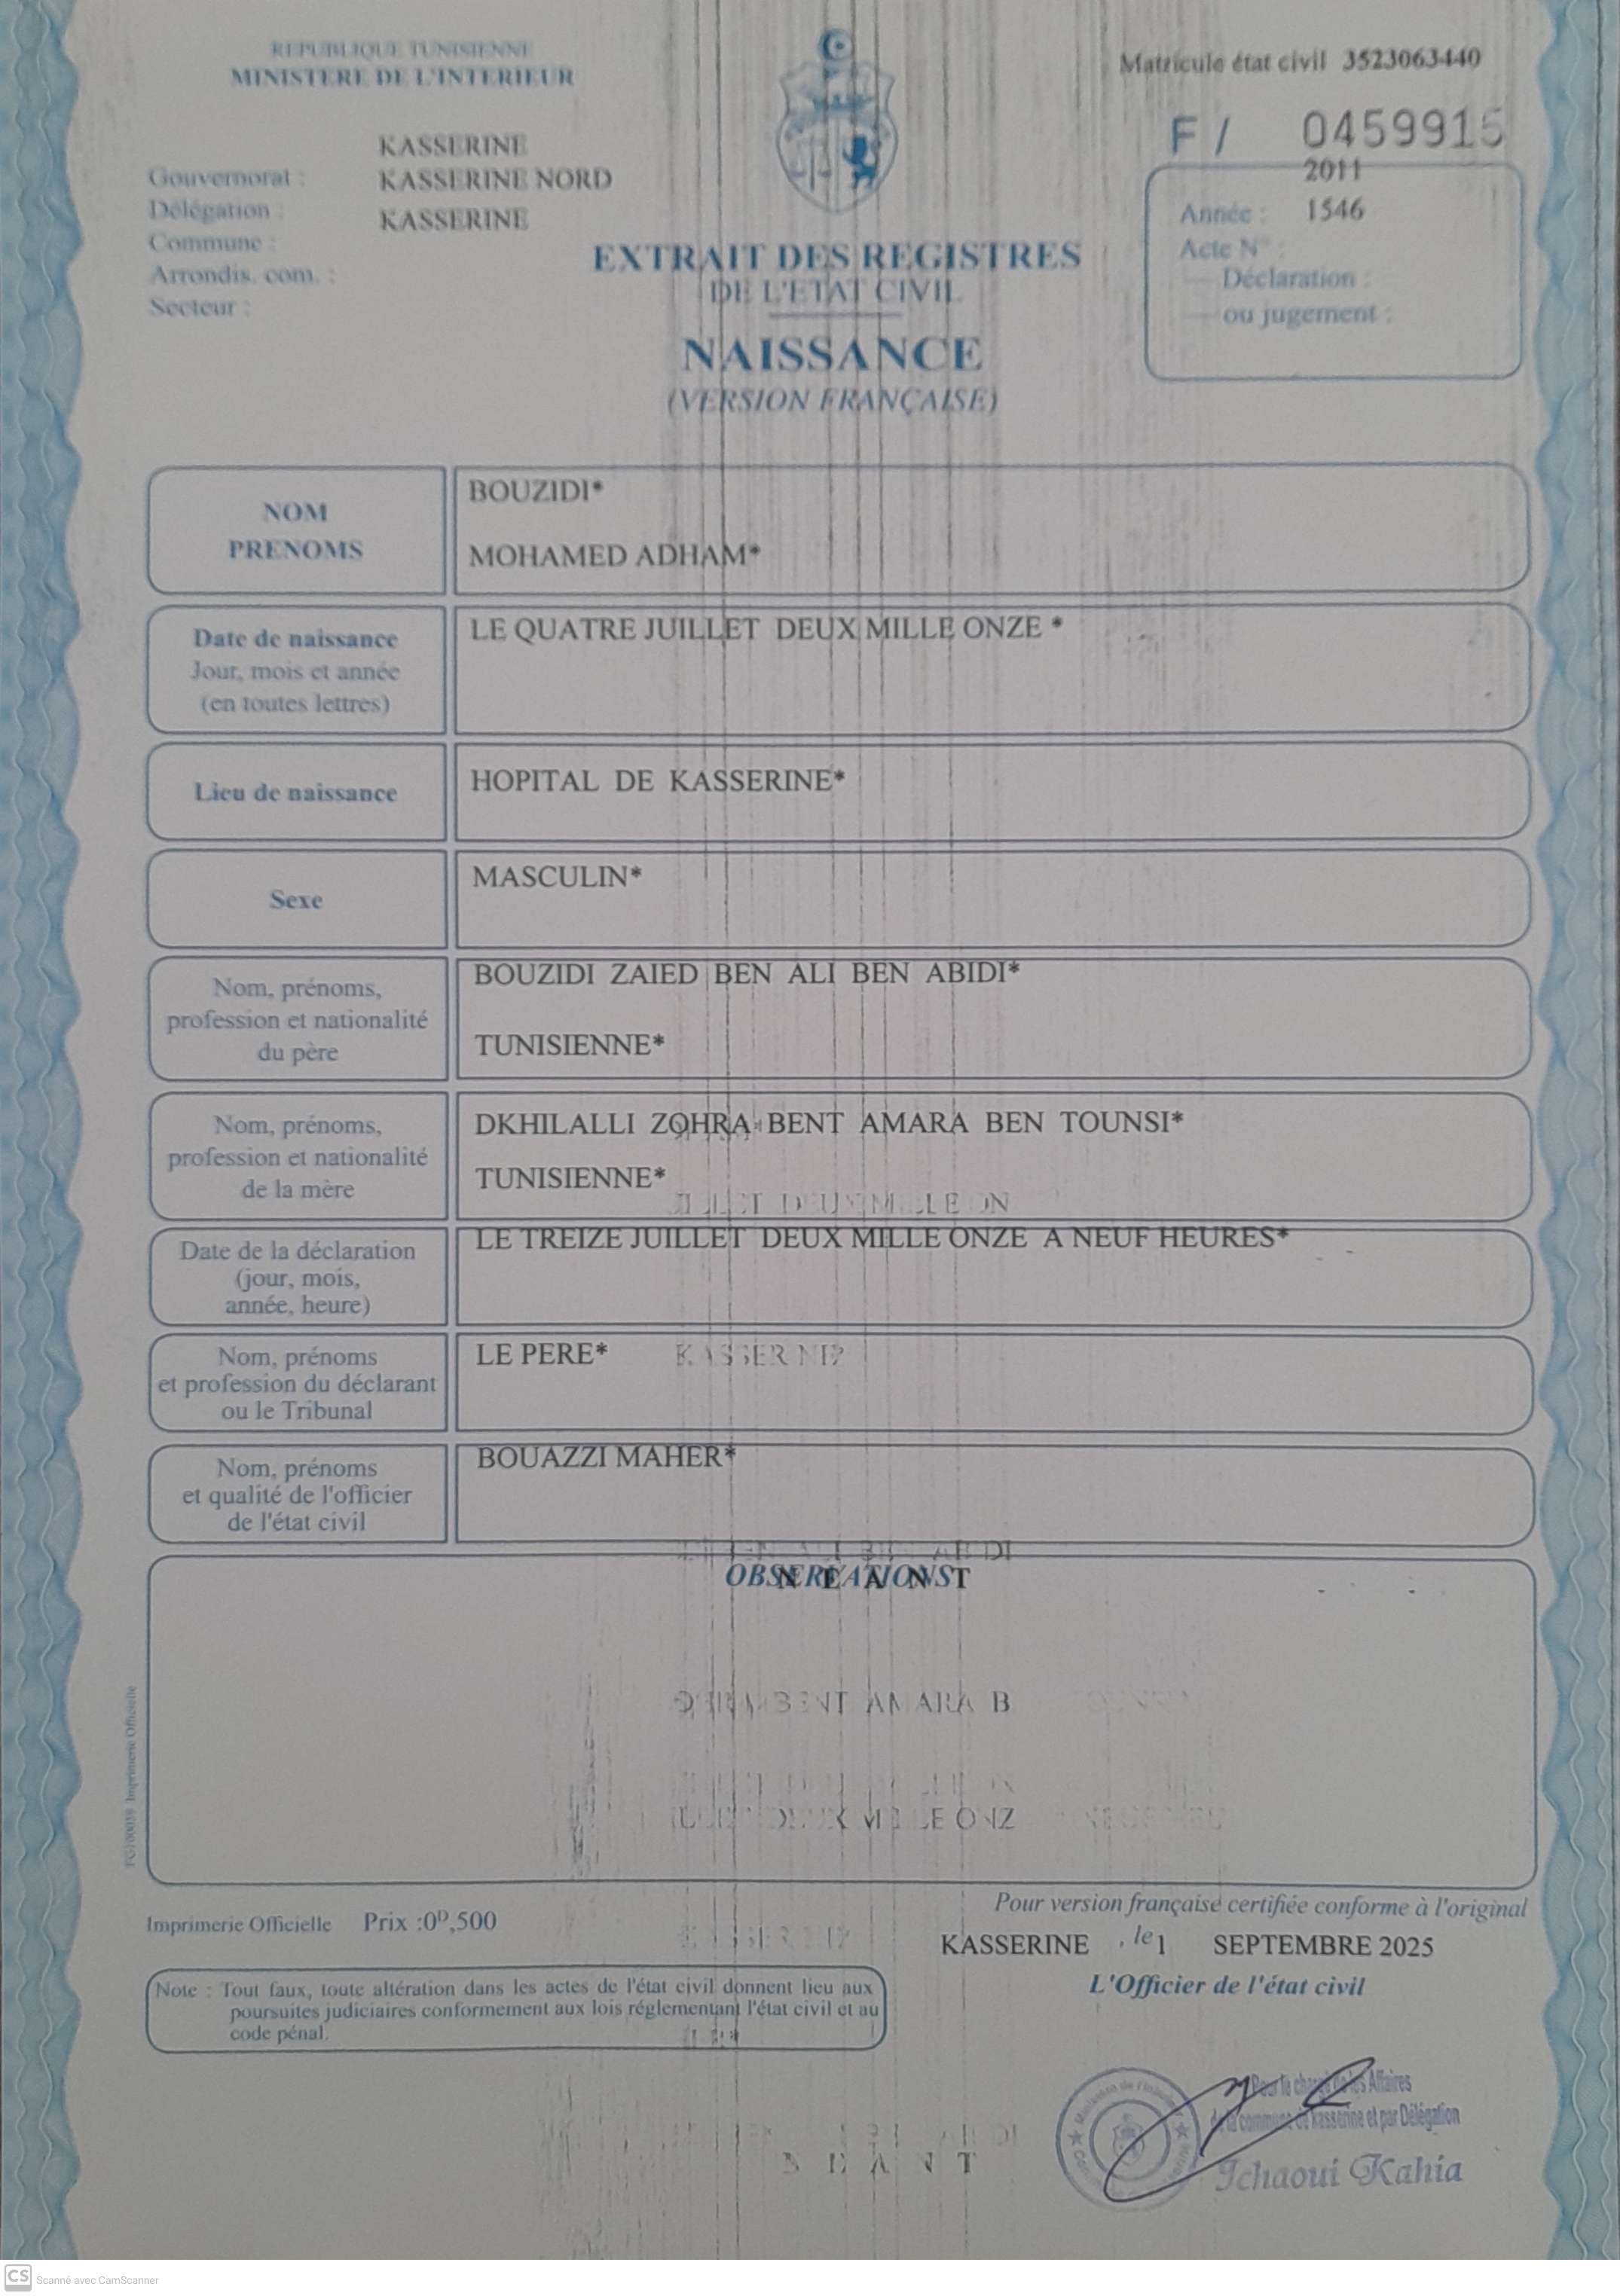 REPUBLIQUE TUNISIENNE
MINISTERE DE L'INTERIEUR
Matricule état civil 3523063440
F / 0459915
KASSERINE
Gouvernorat : KASSERINE NORD
Délégation : KASSERINE
Commune :
Arrondis. com. :
Secteur :
2011
Année : 1546
Acte N° :
Déclaration :
ou jugement :
EXTRAIT DES REGISTRES
DE L'ETAT CIVIL
NAISSANCE
(VERSION FRANÇAISE)
NOM
PRENOMS
BOUZIDI*
MOHAMED ADHAM*
Date de naissance
Jour, mois et année
(en toutes lettres)
LE QUATRE JUILLET DEUX MILLE ONZE *
Lieu de naissance
HOPITAL DE KASSERINE*
Sexe
MASCULIN*
Nom, prénoms,
profession et nationalité
du père
BOUZIDI ZAIED BEN ALI BEN ABIDI*
TUNISIENNE*
Nom, prénoms,
profession et nationalité
de la mère
DKHILALLI ZOHRA BENT AMARA BEN TOUNSI*
TUNISIENNE*
Date de la déclaration
(jour, mois,
année, heure)
LE TREIZE JUILLET DEUX MILLE ONZE A NEUF HEURES*
Nom, prénoms
et profession du déclarant
ou le Tribunal
LE PERE*
Nom, prénoms
et qualité de l'officier
de l'état civil
BOUAZZI MAHER*
OBSERVATIONS
N E A N T
AMARA B
Imprimerie Officielle
Imprimerie Officielle Prix :0ᴰ,500
Pour version française certifiée conforme à l'original
KASSERINE , le 1 SEPTEMBRE 2025
L'Officier de l'état civil
Note : Tout faux, toute altération dans les actes de l'état civil donnent lieu aux
poursuites judiciaires conformement aux lois réglementant l'état civil et au
code pénal.
Pour le chargé des Affaires
de la commune de kasserine et par Délégation
Ichaoui Kahia
CS Scanné avec CamScanner